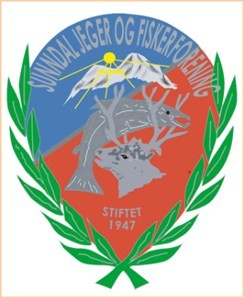 SUNNDAL JEGER OG FISKERFORENING
STIFTET
1947